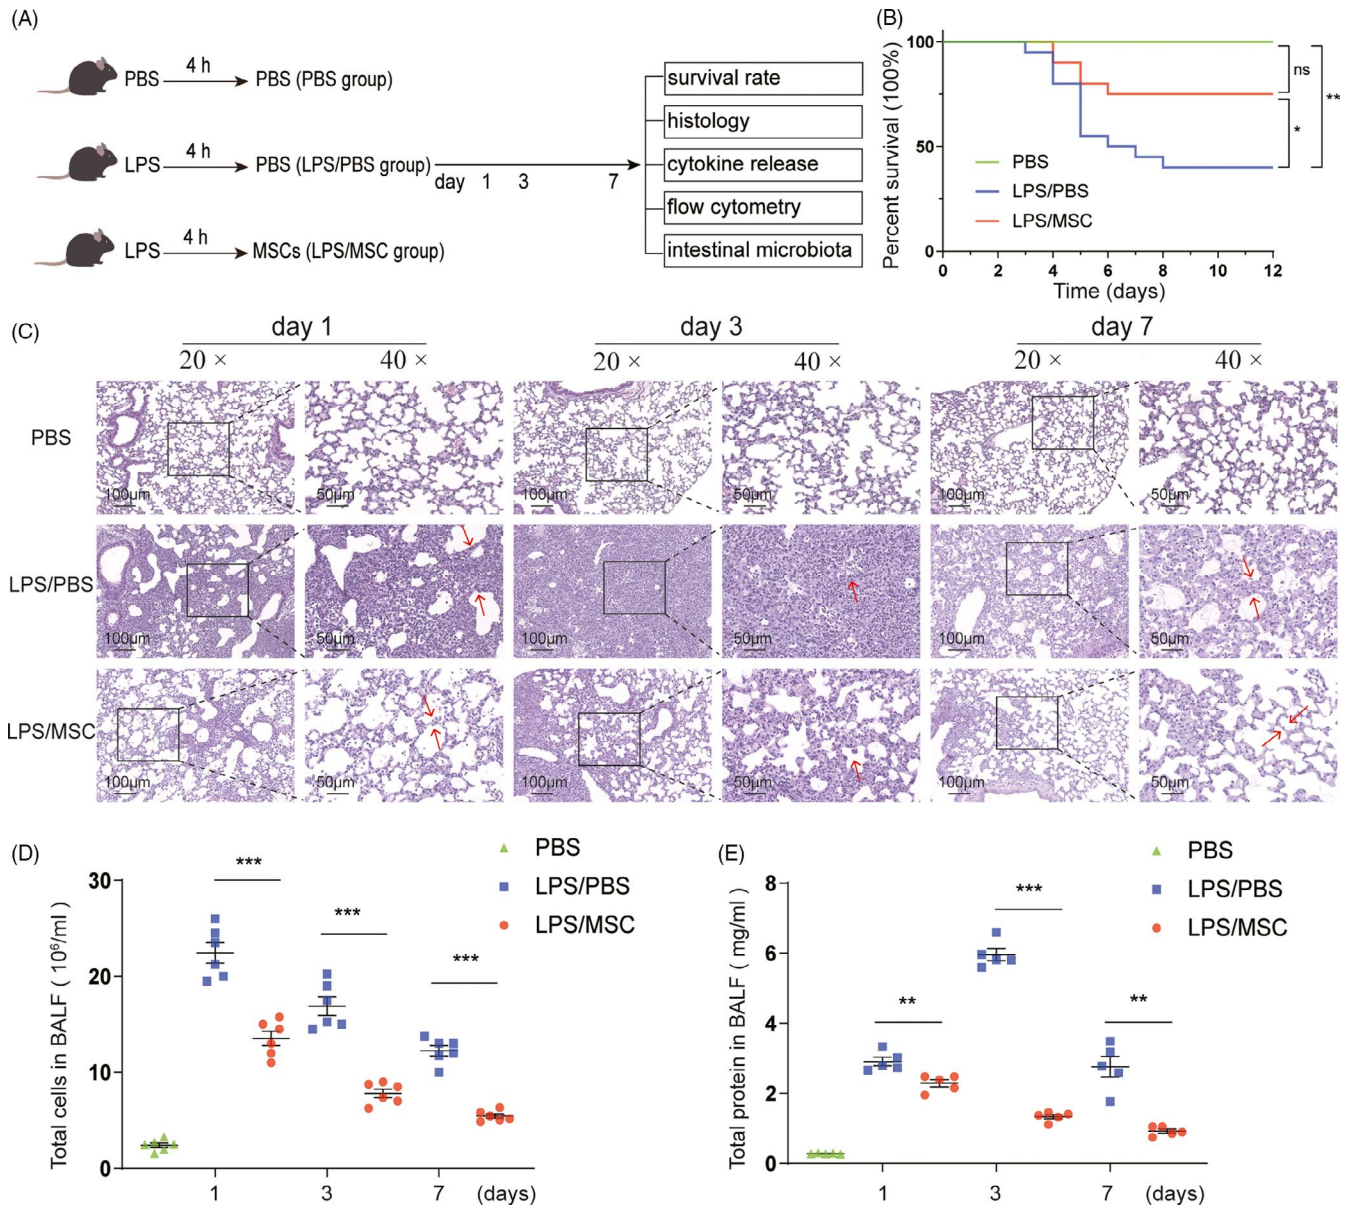 (A)
PBS 4 h PBS (PBS group)
LPS 4 h PBS (LPS/PBS group)
day 1 3 7
LPS 4 h MSCs (LPS/MSC group)
survival rate
histology
cytokine release
flow cytometry
intestinal microbiota
(B)
Percent survival (100%)
100
50
0
0 2 4 6 8 10 12
Time (days)
PBS
LPS/PBS
LPS/MSC
ns
*
**
(C)
day 1 day 3 day 7
20 × 40 × 20 × 40 × 20 × 40 ×
PBS
100μm 50μm 100μm 50μm 100μm 50μm
LPS/PBS
100μm 50μm 100μm 50μm 100μm 50μm
LPS/MSC
100μm 50μm 100μm 50μm 100μm 50μm
(D)
Total cells in BALF (10⁶/ml)
30
20
10
0
1 3 7 (days)
*** *** ***
PBS
LPS/PBS
LPS/MSC
(E)
Total protein in BALF ( mg/ml)
8
6
4
2
0
1 3 7 (days)
** *** **
PBS
LPS/PBS
LPS/MSC